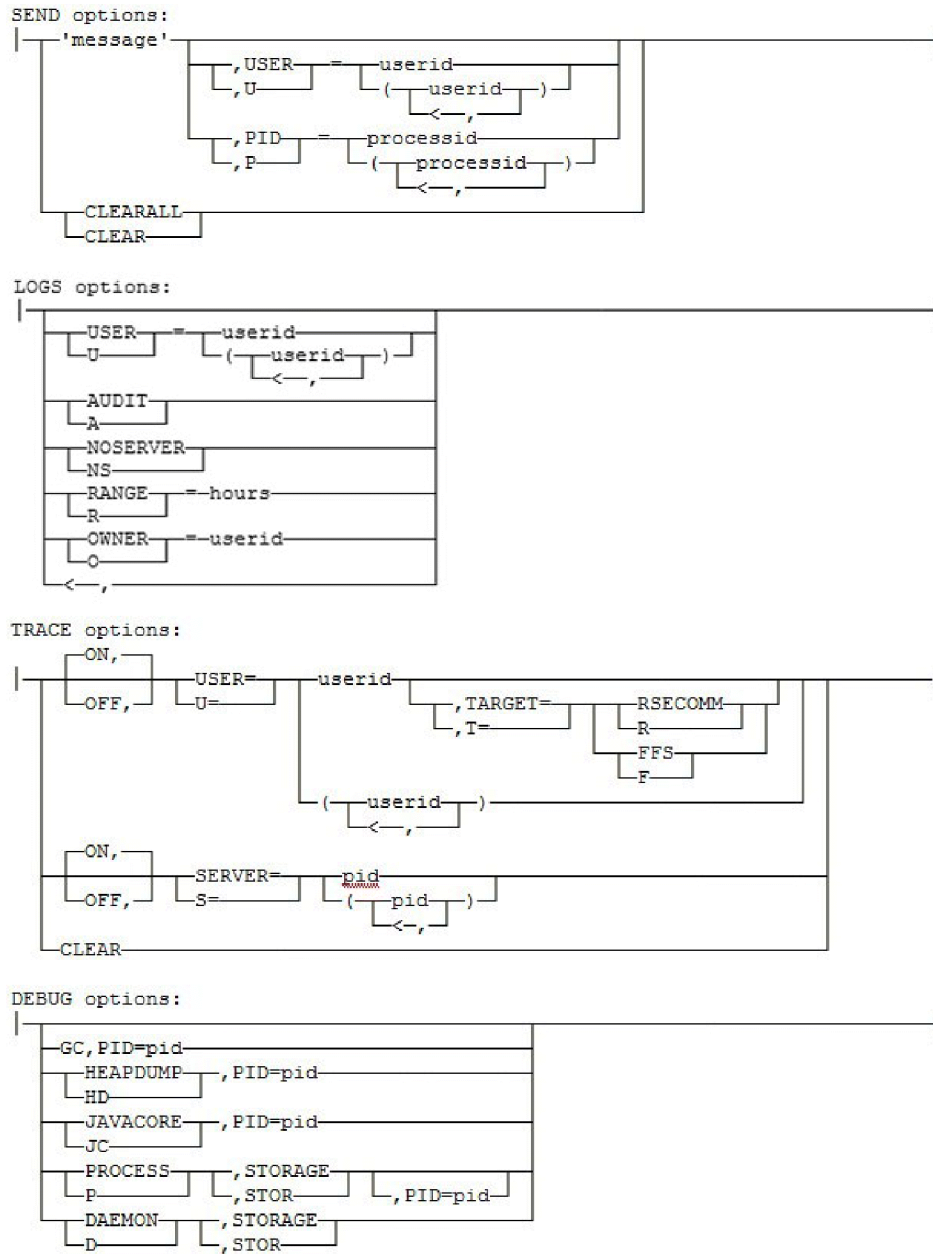 SEND options:
'message'
,USER = userid
,U ( userid )
< ,
,PID = processid
,P ( processid )
< ,
CLEARALL
CLEAR
LOGS options:
USER = userid
U ( userid )
< ,
AUDIT
A
NOSERVER
NS
RANGE = hours
R
OWNER = userid
O
< ,
TRACE options:
ON,
USER= userid
OFF, U= ,TARGET= RSECOMM
,T= R
FFS
F
( userid )
< ,
ON,
SERVER= pid
OFF, S= ( pid )
< ,
CLEAR
DEBUG options:
GC,PID=pid
HEAPDUMP ,PID=pid
HD
JAVACORE ,PID=pid
JC
PROCESS ,STORAGE
P ,STOR ,PID=pid
DAEMON ,STORAGE
D ,STOR